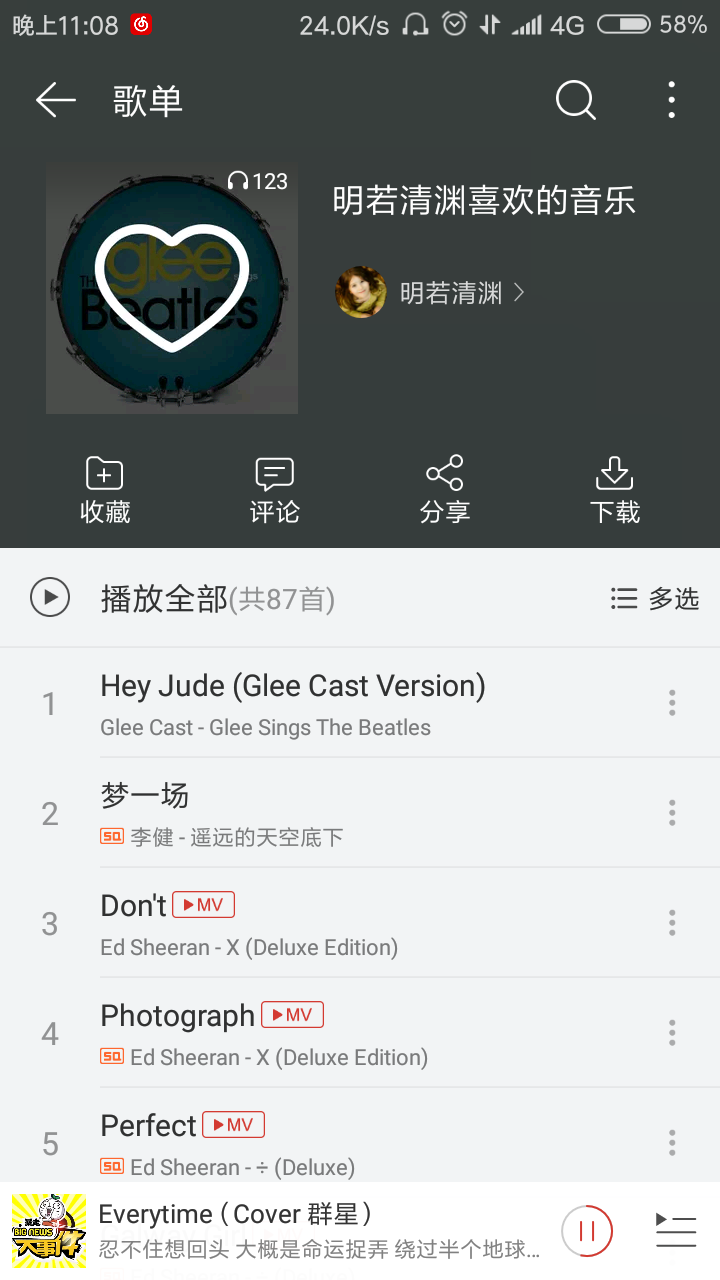 晚上11:08
24.0K/s 4G 58%
歌单
123
glee
sings
THE
Beatles
明若清渊喜欢的音乐
明若清渊
收藏 评论 分享 下载
播放全部(共87首) 多选
1
Hey Jude (Glee Cast Version)
Glee Cast - Glee Sings The Beatles
2
梦一场
SQ 李健 - 遥远的天空底下
3
Don't MV
Ed Sheeran - X (Deluxe Edition)
4
Photograph MV
SQ Ed Sheeran - X (Deluxe Edition)
5
Perfect MV
SQ Ed Sheeran - ÷ (Deluxe)
BIG NEWS
大事件
Everytime（Cover 群星）
忍不住想回头 大概是命运捉弄 绕过半个地球...